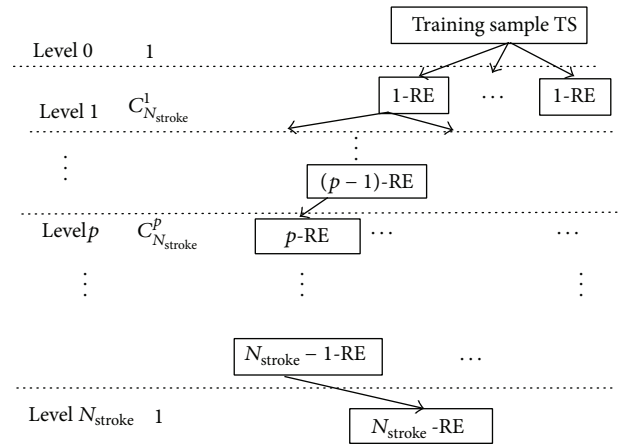 Training sample TS
Level 0 1
1-RE ... 1-RE
Level 1 C^1_{N_stroke}
(p − 1)-RE
Level p C^p_{N_stroke} p-RE ... ...
N_stroke − 1-RE ...
Level N_stroke 1 N_stroke -RE